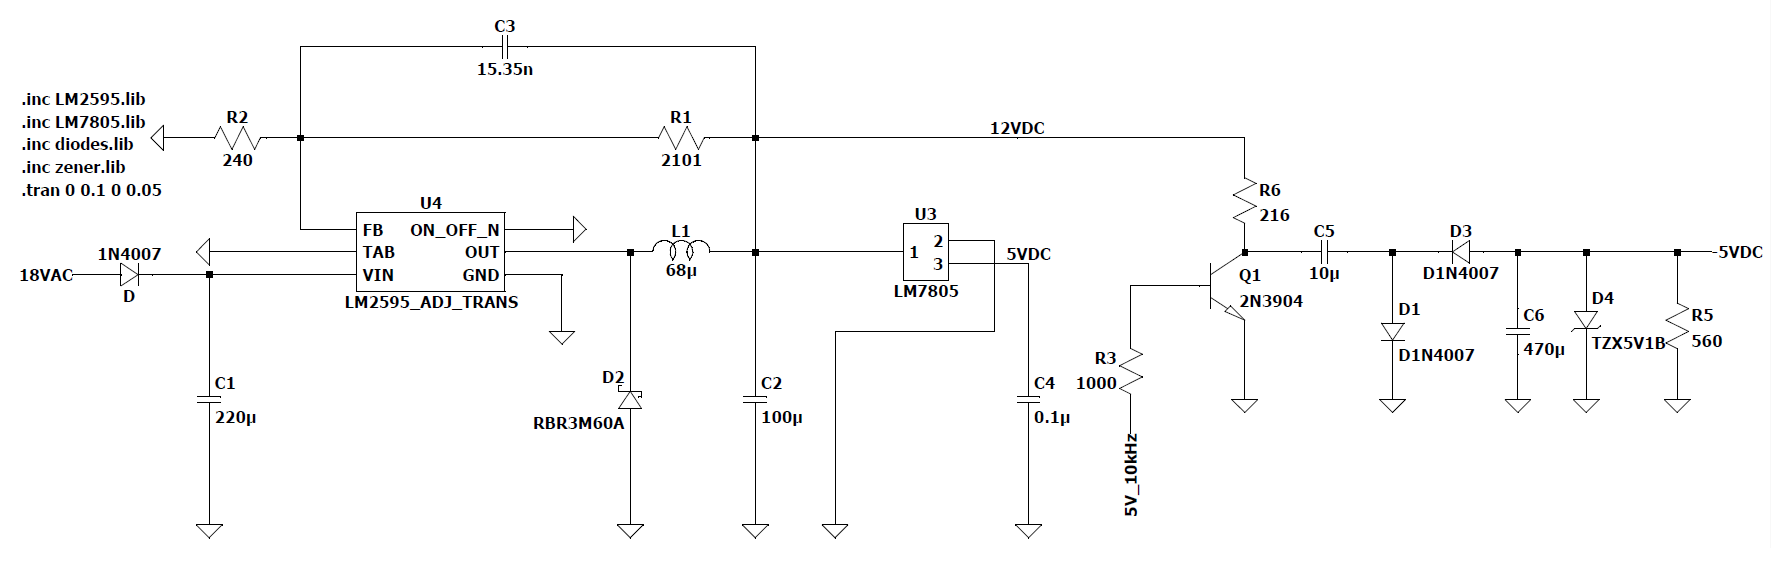 C3
15.35n
.inc LM2595.lib
.inc LM7805.lib
.inc diodes.lib
.inc zener.lib
.tran 0 0.1 0 0.05
R2
240
R1
2101
12VDC
R6
216
U4
FB ON_OFF_N
TAB OUT
VIN GND
LM2595_ADJ_TRANS
1N4007
18VAC
D
L1
68µ
U3
1 2
3
LM7805
5VDC
Q1
2N3904
C5
10µ
D3
D1N4007
-5VDC
D1
D1N4007
C6
470µ
D4
TZX5V1B
R5
560
R3
1000
5V_10kHz
C1
220µ
D2
RBR3M60A
C2
100µ
C4
0.1µ